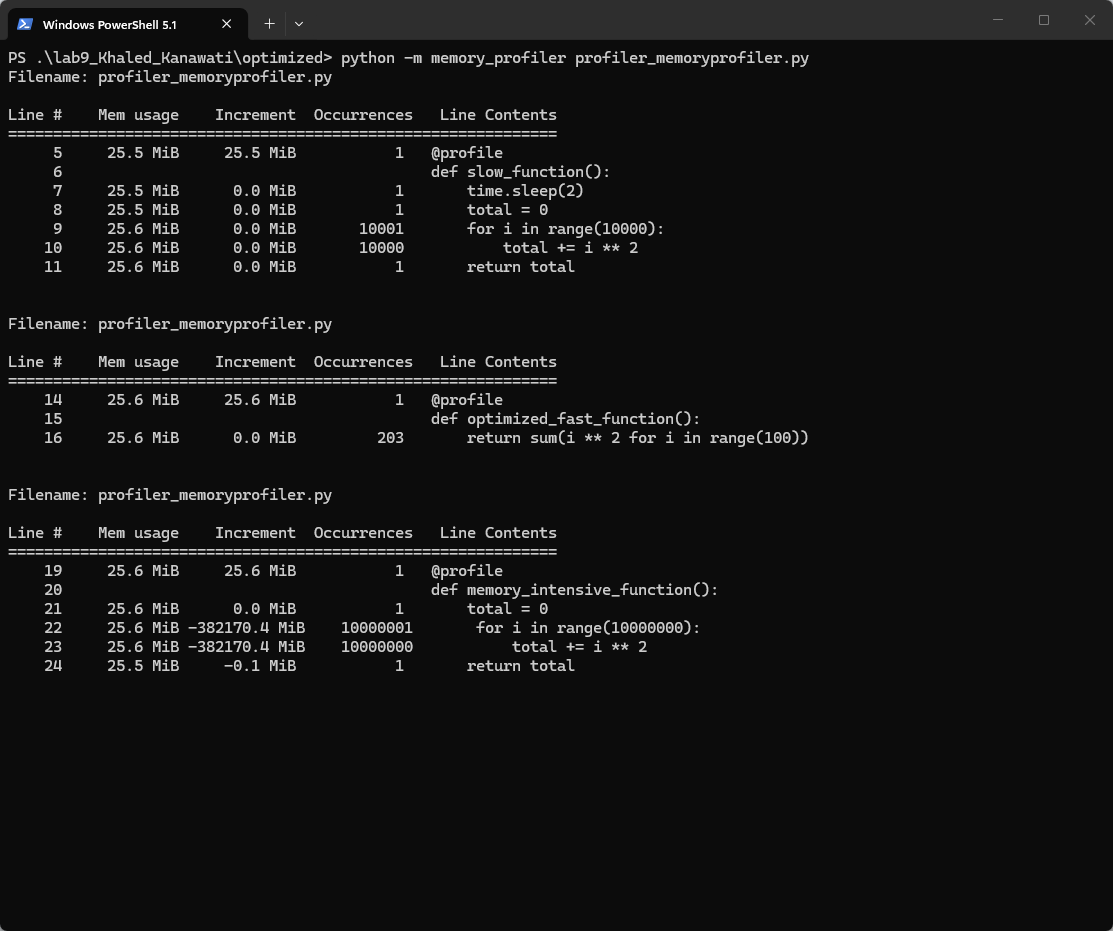 Windows PowerShell 5.1
PS .\lab9_Khaled_Kanawati\optimized> python -m memory_profiler profiler_memoryprofiler.py
Filename: profiler_memoryprofiler.py

Line #    Mem usage    Increment  Occurrences   Line Contents
=============================================================
     5     25.5 MiB     25.5 MiB           1   @profile
     6                                         def slow_function():
     7     25.5 MiB      0.0 MiB           1       time.sleep(2)
     8     25.5 MiB      0.0 MiB           1       total = 0
     9     25.6 MiB      0.0 MiB       10001       for i in range(10000):
    10     25.6 MiB      0.0 MiB       10000           total += i ** 2
    11     25.6 MiB      0.0 MiB           1       return total


Filename: profiler_memoryprofiler.py

Line #    Mem usage    Increment  Occurrences   Line Contents
=============================================================
    14     25.6 MiB     25.6 MiB           1   @profile
    15                                         def optimized_fast_function():
    16     25.6 MiB      0.0 MiB         203       return sum(i ** 2 for i in range(100))


Filename: profiler_memoryprofiler.py

Line #    Mem usage    Increment  Occurrences   Line Contents
=============================================================
    19     25.6 MiB     25.6 MiB           1   @profile
    20                                         def memory_intensive_function():
    21     25.6 MiB      0.0 MiB           1       total = 0
    22     25.6 MiB -382170.4 MiB    10000001       for i in range(10000000):
    23     25.6 MiB -382170.4 MiB    10000000           total += i ** 2
    24     25.5 MiB     -0.1 MiB           1       return total